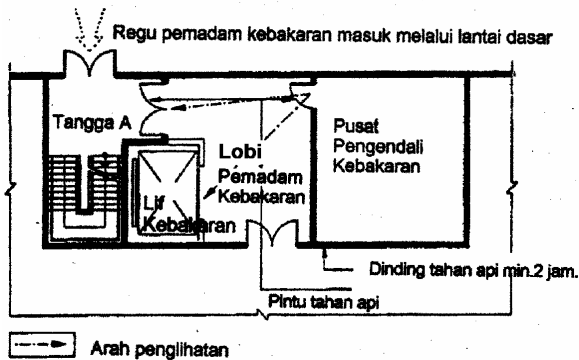 Regu pemadam kebakaran masuk melalui lantai dasar
Tangga A
Lobi
Pemadam
Kebakaran
Pusat
Pengendali
Kebakaran
Lif
Kebakaran
Dinding tahan api min.2 jam.
Pintu tahan api
Arah penglihatan